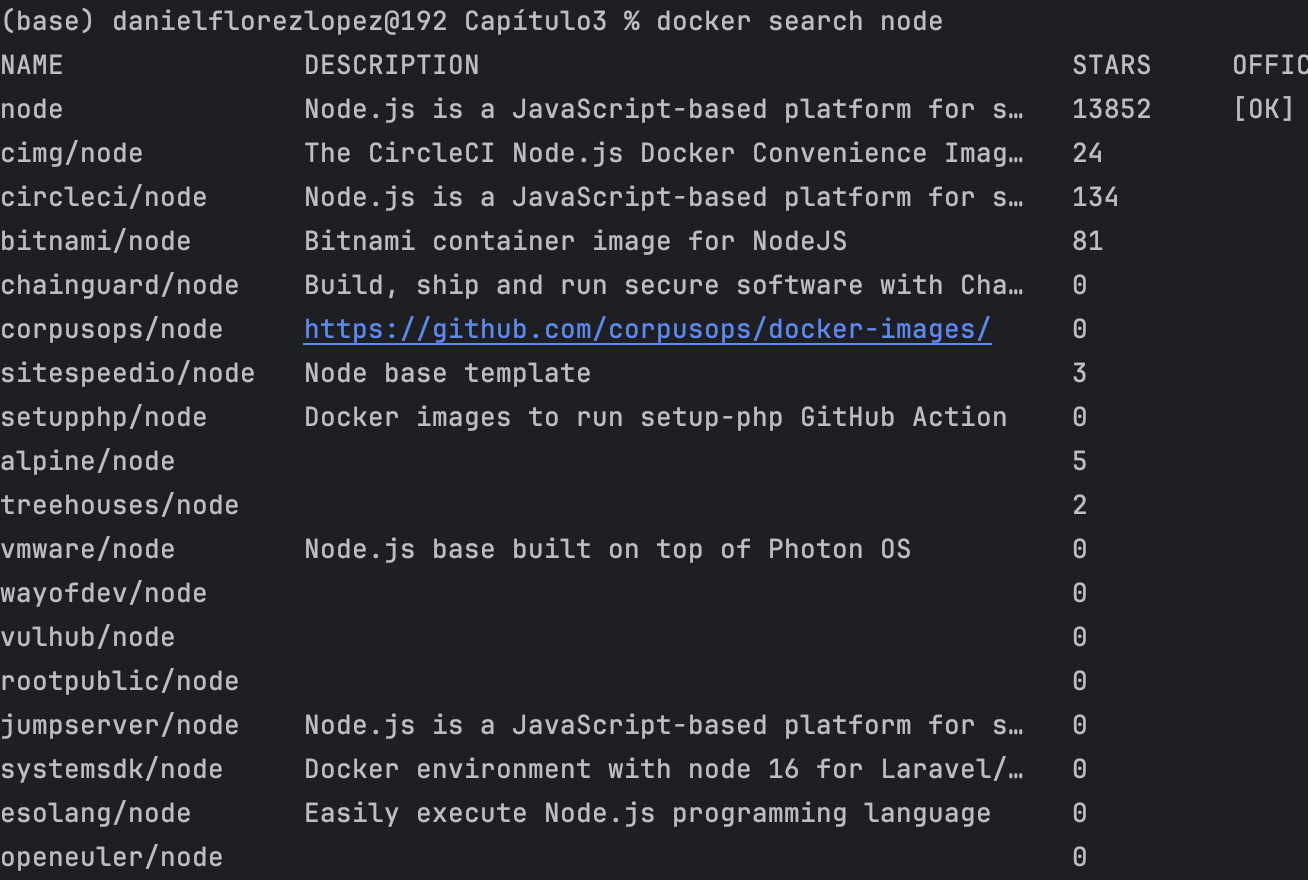 (base) danielflorezlopez@192 Capítulo3 % docker search node
NAME DESCRIPTION STARS OFFIC
node Node.js is a JavaScript-based platform for s… 13852 [OK]
cimg/node The CircleCI Node.js Docker Convenience Imag… 24
circleci/node Node.js is a JavaScript-based platform for s… 134
bitnami/node Bitnami container image for NodeJS 81
chainguard/node Build, ship and run secure software with Cha… 0
corpusops/node https://github.com/corpusops/docker-images/ 0
sitespeedio/node Node base template 3
setupphp/node Docker images to run setup-php GitHub Action 0
alpine/node 5
treehouses/node 2
vmware/node Node.js base built on top of Photon OS 0
wayofdev/node 0
vulhub/node 0
rootpublic/node 0
jumpserver/node Node.js is a JavaScript-based platform for s… 0
systemsdk/node Docker environment with node 16 for Laravel/… 0
esolang/node Easily execute Node.js programming language 0
openeuler/node 0